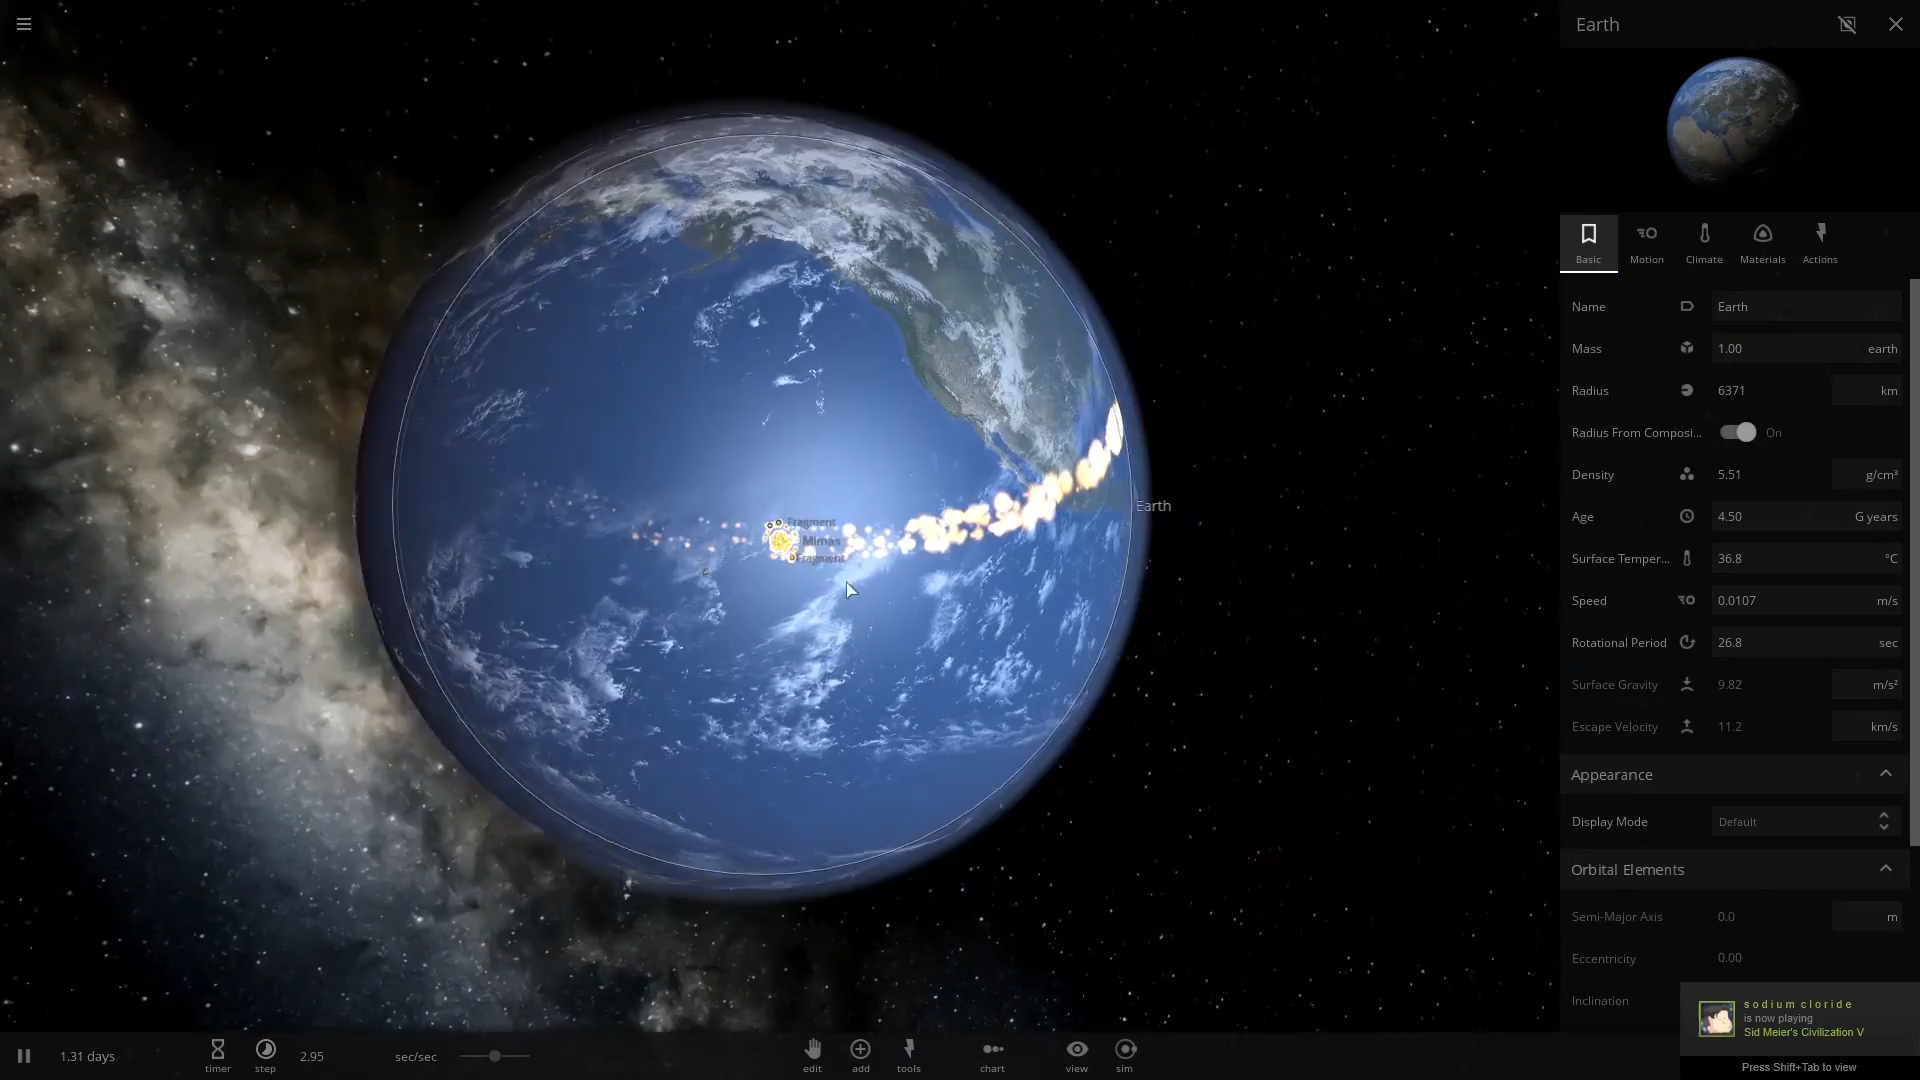 Earth
Basic
Motion
Climate
Materials
Actions
Name
Earth
Mass
1.00
earth
Radius
6371
km
Radius From Composi...
On
Density
5.51
g/cm³
Age
4.50
G years
Surface Temper...
36.8
°C
Speed
0.0107
m/s
Rotational Period
26.8
sec
Surface Gravity
9.82
m/s²
Escape Velocity
11.2
km/s
Appearance
Display Mode
Default
Orbital Elements
Semi-Major Axis
0.0
m
Eccentricity
0.00
Inclination
Earth
Fragment
Mimas
Fragment
1.31 days
timer
step
2.95
sec/sec
edit
add
tools
chart
view
sim
sodium cloride
is now playing
Sid Meier's Civilization V
Press Shift+Tab to view